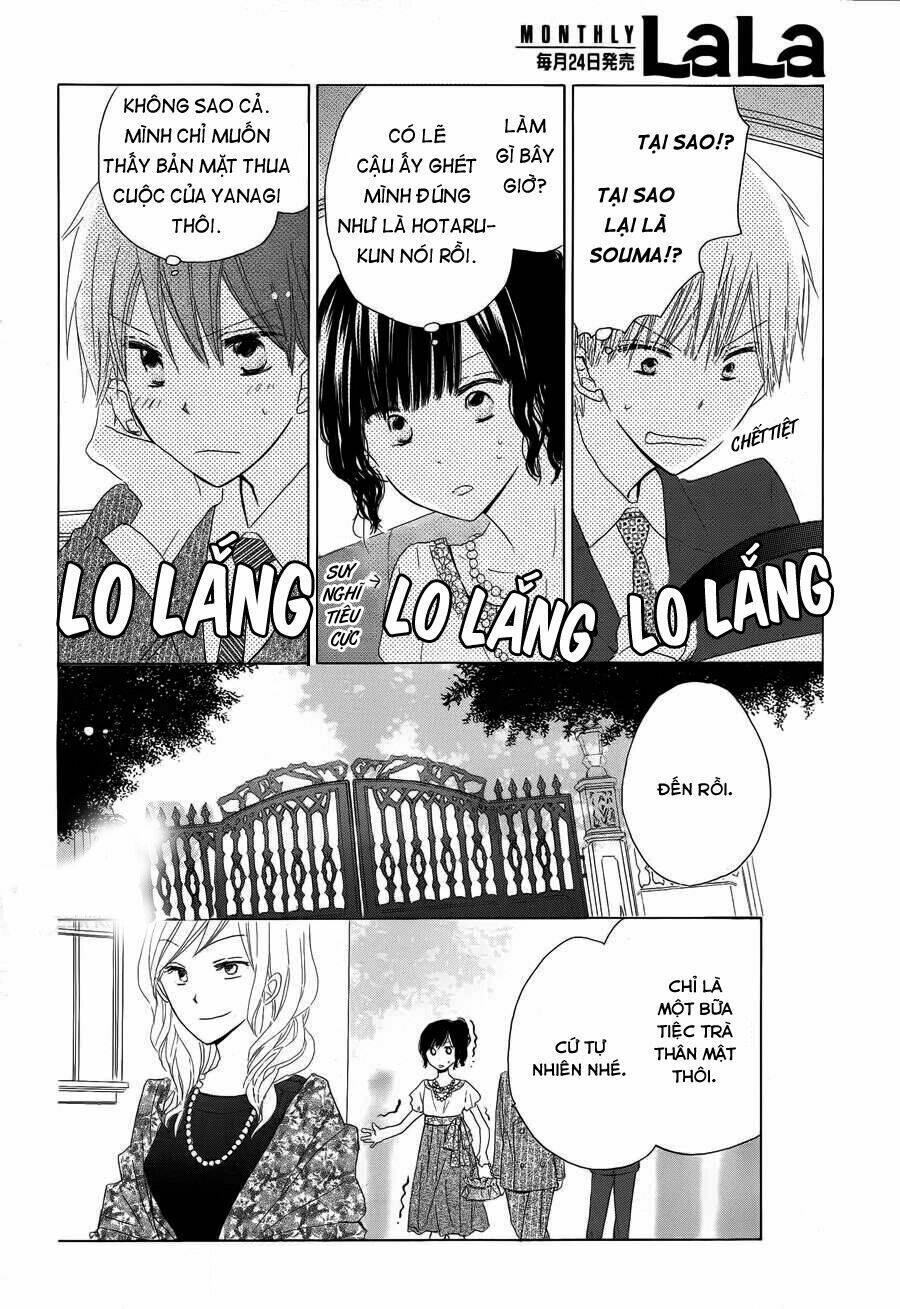 MONTHLY
毎月24日発売
LaLa
TẠI SAO!?
TẠI SAO
LẠI LÀ
SOUMA!?
CHẾT TIỆT
LO LẮNG
LÀM
GÌ BÂY
GIỜ?
CÓ LẼ
CẬU ẤY GHÉT
MÌNH ĐÚNG
NHƯ LÀ HOTARU-
KUN NÓI RỒI.
SUY
NGHĨ
TIÊU
CỰC
LO LẮNG
KHÔNG SAO CẢ.
MÌNH CHỈ MUỐN
THẤY BẢN MẶT THUA
CUỘC CỦA YANAGI
THÔI.
LO LẮNG
ĐẾN RỒI.
CHỈ LÀ
MỘT BỮA
TIỆC TRÀ
THÂN MẬT
THÔI.
CỨ TỰ
NHIÊN NHÉ.